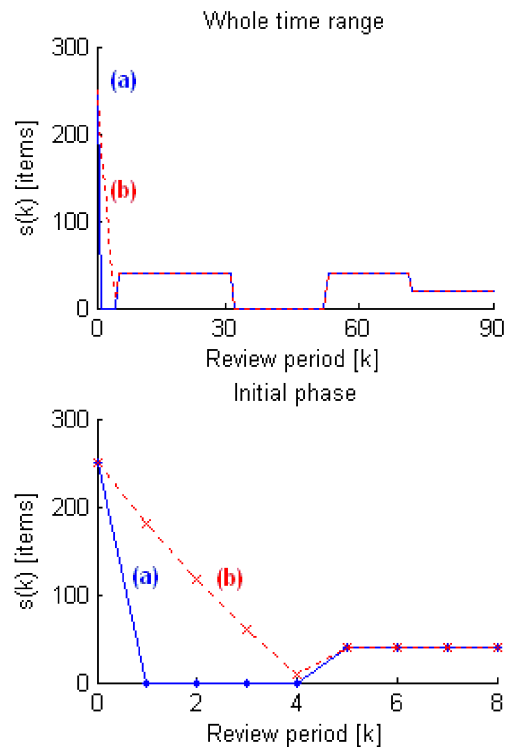 Whole time range
300
200
100
0
s(k) [items]
(a)
(b)
0 30 60 90
Review period [k]
Initial phase
300
200
100
0
s(k) [items]
(a) (b)
0 2 4 6 8
Review period [k]